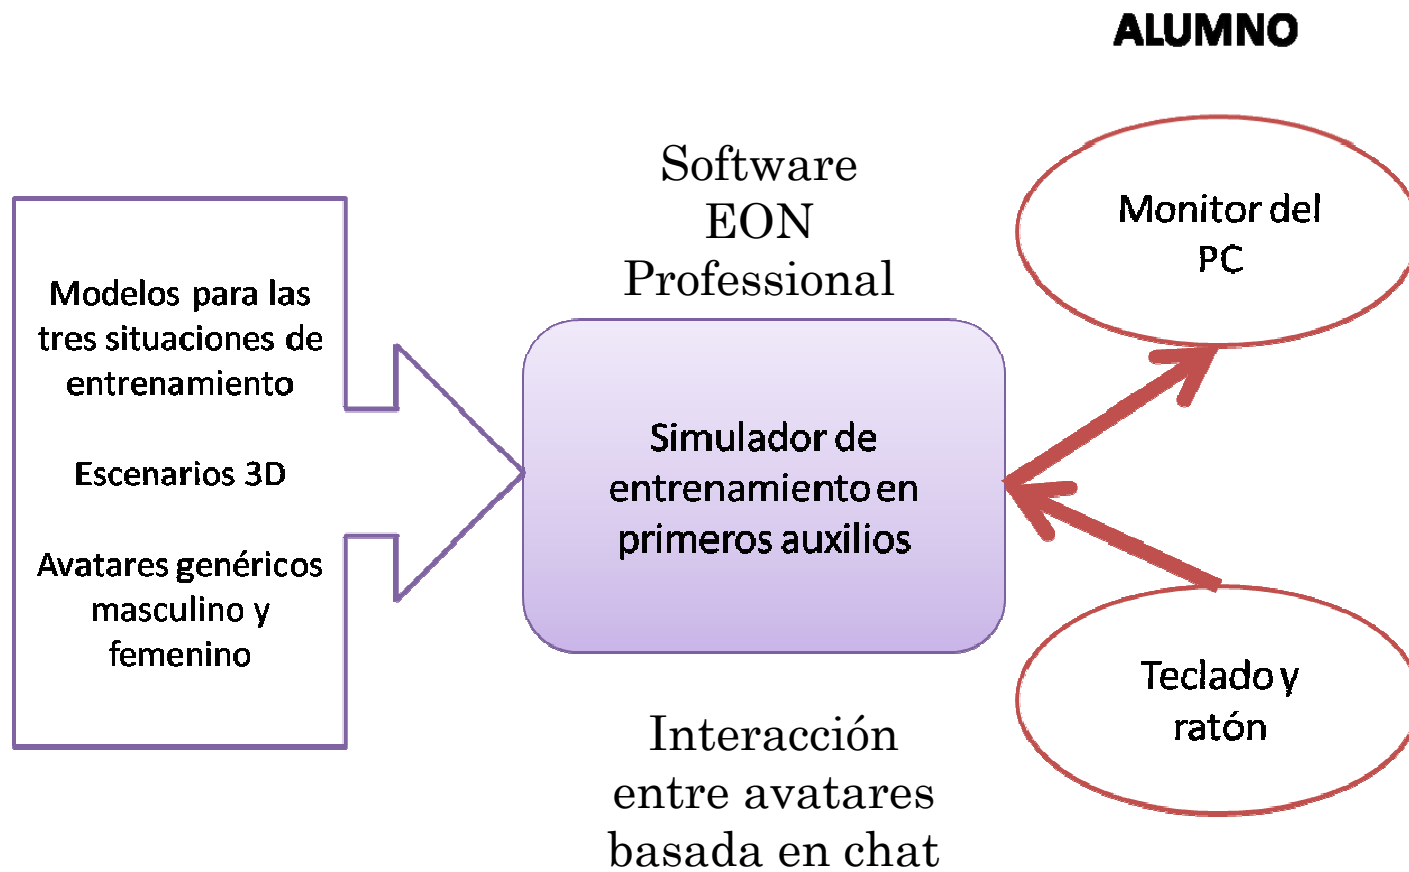 ALUMNO
Software
EON
Professional
Monitor del
PC
Modelos para las
tres situaciones de
entrenamiento
Escenarios 3D
Avatares genéricos
masculino y
femenino
Simulador de
entrenamiento en
primeros auxilios
Teclado y
ratón
Interacción
entre avatares
basada en chat